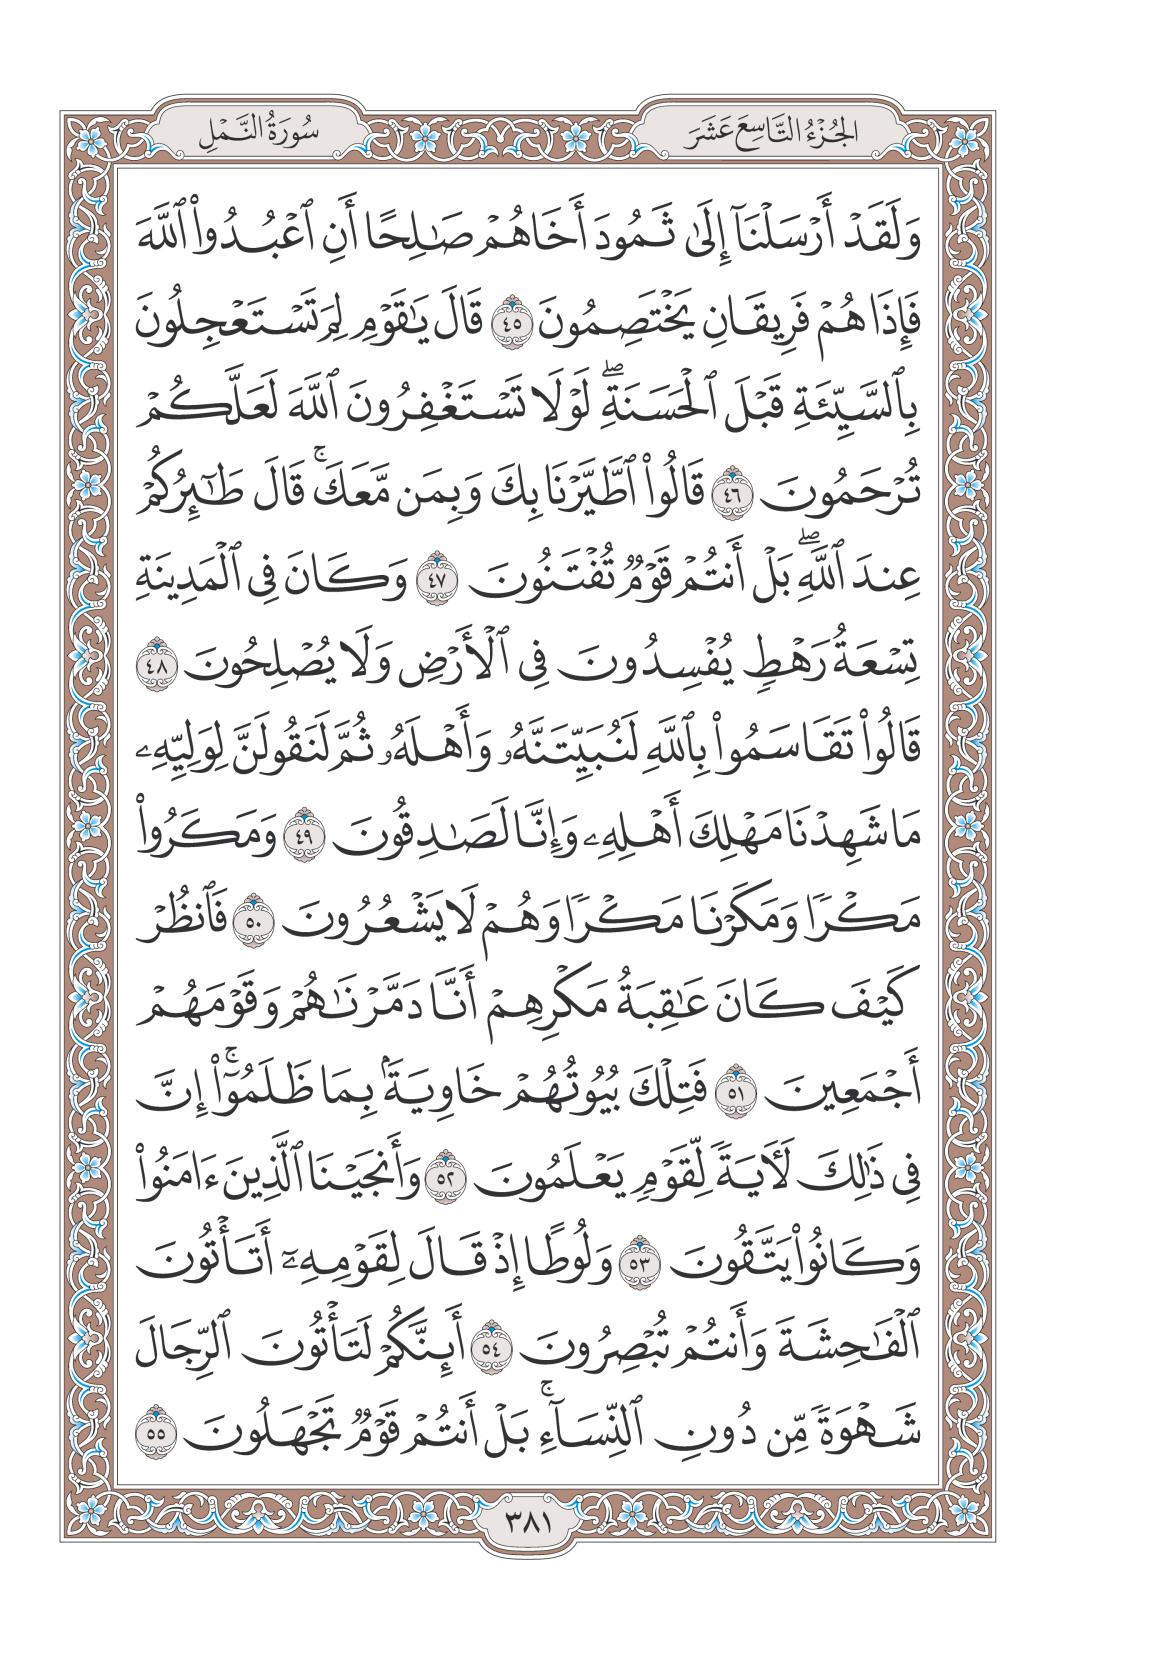 الجُزْءُ التَّاسِعَ عَشَرَ
سُورَةُ النَّمْلِ
وَلَقَدْ أَرْسَلْنَآ إِلَىٰ ثَمُودَ أَخَاهُمْ صَٰلِحًا أَنِ ٱعْبُدُوا۟ ٱللَّهَ
فَإِذَا هُمْ فَرِيقَانِ يَخْتَصِمُونَ ٤٥ قَالَ يَٰقَوْمِ لِمَ تَسْتَعْجِلُونَ
بِٱلسَّيِّئَةِ قَبْلَ ٱلْحَسَنَةِۖ لَوْلَا تَسْتَغْفِرُونَ ٱللَّهَ لَعَلَّكُمْ
تُرْحَمُونَ ٤٦ قَالُوا۟ ٱطَّيَّرْنَا بِكَ وَبِمَن مَّعَكَۚ قَالَ طَٰٓئِرُكُمْ
عِندَ ٱللَّهِۖ بَلْ أَنتُمْ قَوْمٌ تُفْتَنُونَ ٤٧ وَكَانَ فِى ٱلْمَدِينَةِ
تِسْعَةُ رَهْطٍ يُفْسِدُونَ فِى ٱلْأَرْضِ وَلَا يُصْلِحُونَ ٤٨
قَالُوا۟ تَقَاسَمُوا۟ بِٱللَّهِ لَنُبَيِّتَنَّهُۥ وَأَهْلَهُۥ ثُمَّ لَنَقُولَنَّ لِوَلِيِّهِۦ
مَا شَهِدْنَا مَهْلِكَ أَهْلِهِۦ وَإِنَّا لَصَٰدِقُونَ ٤٩ وَمَكَرُوا۟
مَكْرًا وَمَكَرْنَا مَكْرًا وَهُمْ لَا يَشْعُرُونَ ٥٠ فَٱنظُرْ
كَيْفَ كَانَ عَٰقِبَةُ مَكْرِهِمْ أَنَّا دَمَّرْنَٰهُمْ وَقَوْمَهُمْ
أَجْمَعِينَ ٥١ فَتِلْكَ بُيُوتُهُمْ خَاوِيَةًۢ بِمَا ظَلَمُوٓا۟ۚ إِنَّ
فِى ذَٰلِكَ لَءَايَةً لِّقَوْمٍ يَعْلَمُونَ ٥٢ وَأَنجَيْنَا ٱلَّذِينَ ءَامَنُوا۟
وَكَانُوا۟ يَتَّقُونَ ٥٣ وَلُوطًا إِذْ قَالَ لِقَوْمِهِۦٓ أَتَأْتُونَ
ٱلْفَٰحِشَةَ وَأَنتُمْ تُبْصِرُونَ ٥٤ أَئِنَّكُمْ لَتَأْتُونَ ٱلرِّجَالَ
شَهْوَةً مِّن دُونِ ٱلنِّسَآءِۚ بَلْ أَنتُمْ قَوْمٌ تَجْهَلُونَ ٥٥
٣٨١